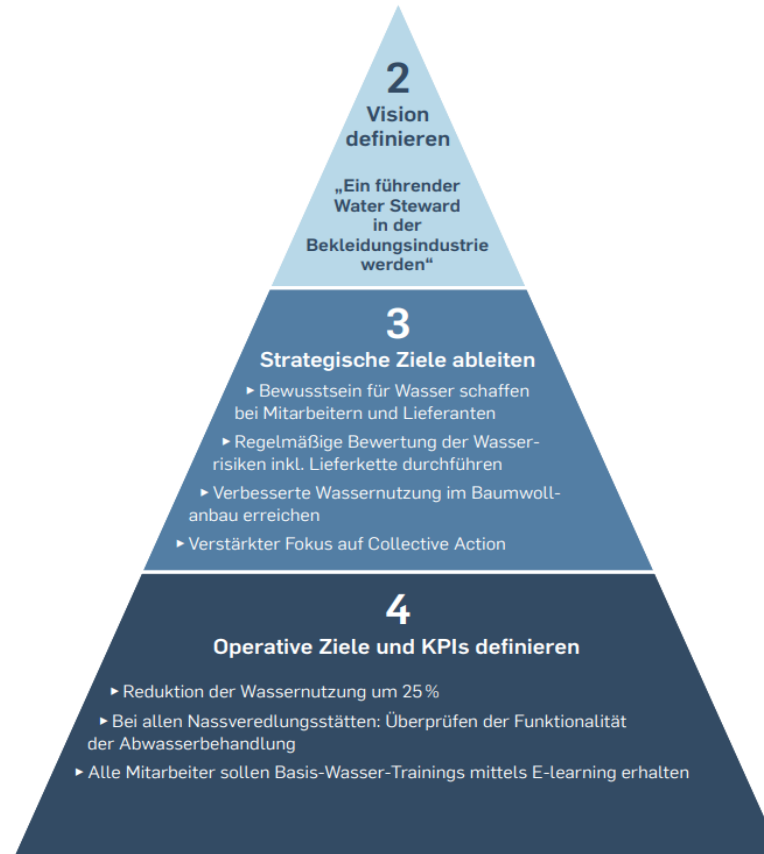 2
Vision
definieren
„Ein führender
Water Steward
in der
Bekleidungsindustrie
werden“
3
Strategische Ziele ableiten
▸ Bewusstsein für Wasser schaffen
bei Mitarbeitern und Lieferanten
▸ Regelmäßige Bewertung der Wasser-
risiken inkl. Lieferkette durchführen
▸ Verbesserte Wassernutzung im Baumwoll-
anbau erreichen
▸ Verstärkter Fokus auf Collective Action
4
Operative Ziele und KPIs definieren
▸ Reduktion der Wassernutzung um 25 %
▸ Bei allen Nassveredlungsstätten: Überprüfen der Funktionalität
der Abwasserbehandlung
▸ Alle Mitarbeiter sollen Basis-Wasser-Trainings mittels E-learning erhalten